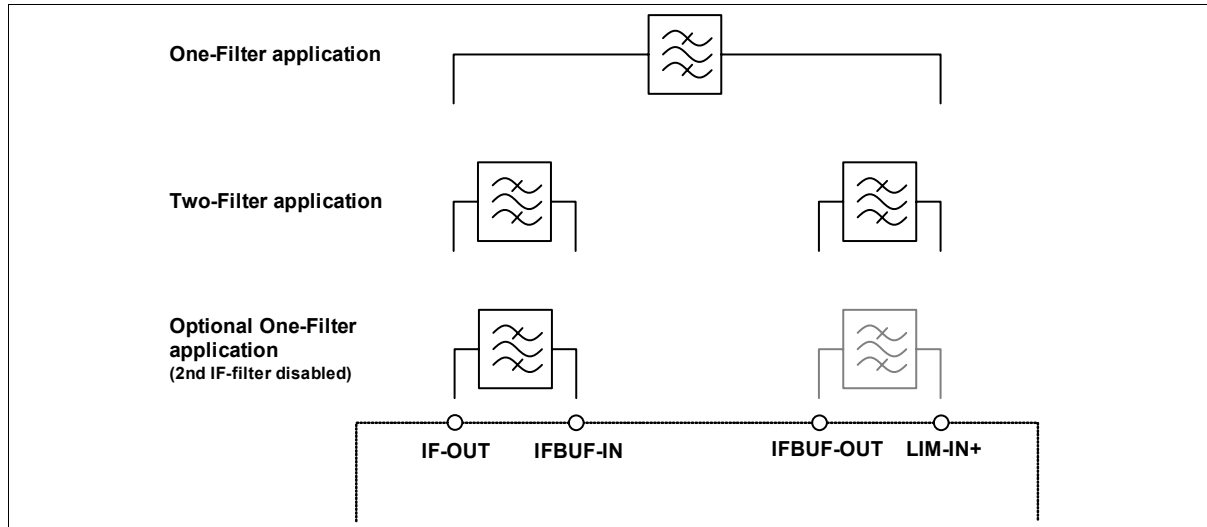 One-Filter application
Two-Filter application
Optional One-Filter
application
(2nd IF-filter disabled)
IF-OUT IFBUF-IN IFBUF-OUT LIM-IN+